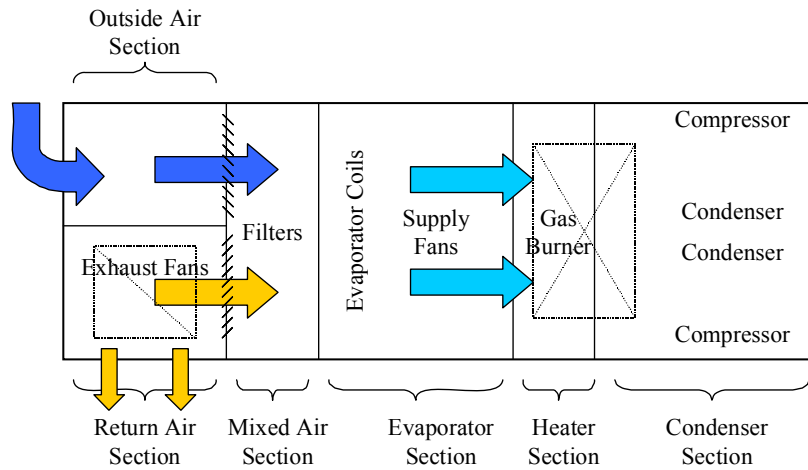 Outside Air
Section
Compressor
Evaporator Coils
Condenser
Filters
Supply
Fans
Gas
Burner
Exhaust Fans
Condenser
Compressor
Return Air
Section
Mixed Air
Section
Evaporator
Section
Heater
Section
Condenser
Section